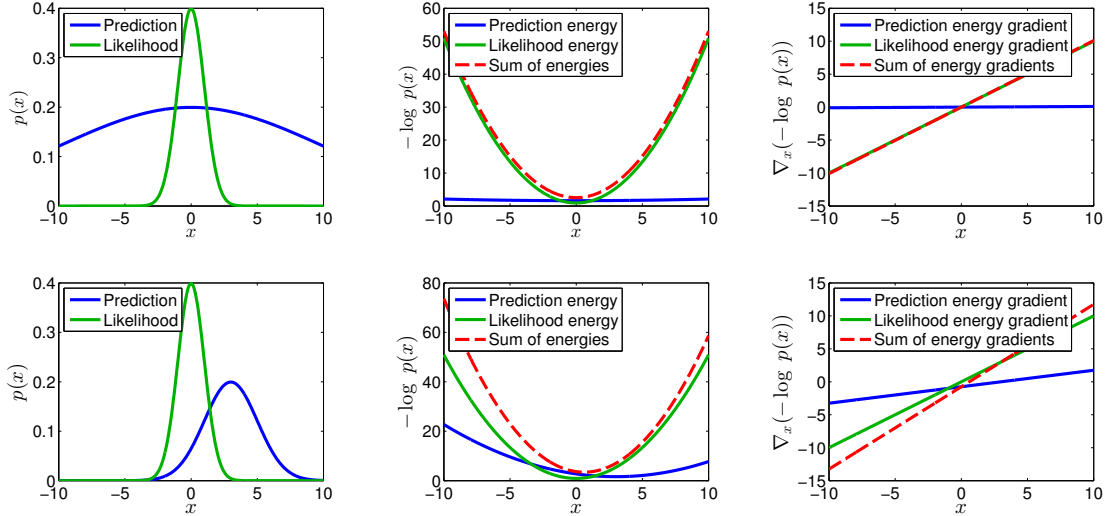 0.4
0.3
0.2
0.1
0
−10
−5
0
5
10
x
p(x)
Prediction
Likelihood
60
50
40
30
20
10
0
−10
−5
0
5
10
x
−log p(x)
Prediction energy
Likelihood energy
Sum of energies
15
10
5
0
−5
−10
−15
−10
−5
0
5
10
x
∇ₓ(−log p(x))
Prediction energy gradient
Likelihood energy gradient
Sum of energy gradients
0.4
0.3
0.2
0.1
0
−10
−5
0
5
10
x
p(x)
Prediction
Likelihood
80
60
40
20
0
−10
−5
0
5
10
x
−log p(x)
Prediction energy
Likelihood energy
Sum of energies
15
10
5
0
−5
−10
−15
−10
−5
0
5
10
x
∇ₓ(−log p(x))
Prediction energy gradient
Likelihood energy gradient
Sum of energy gradients